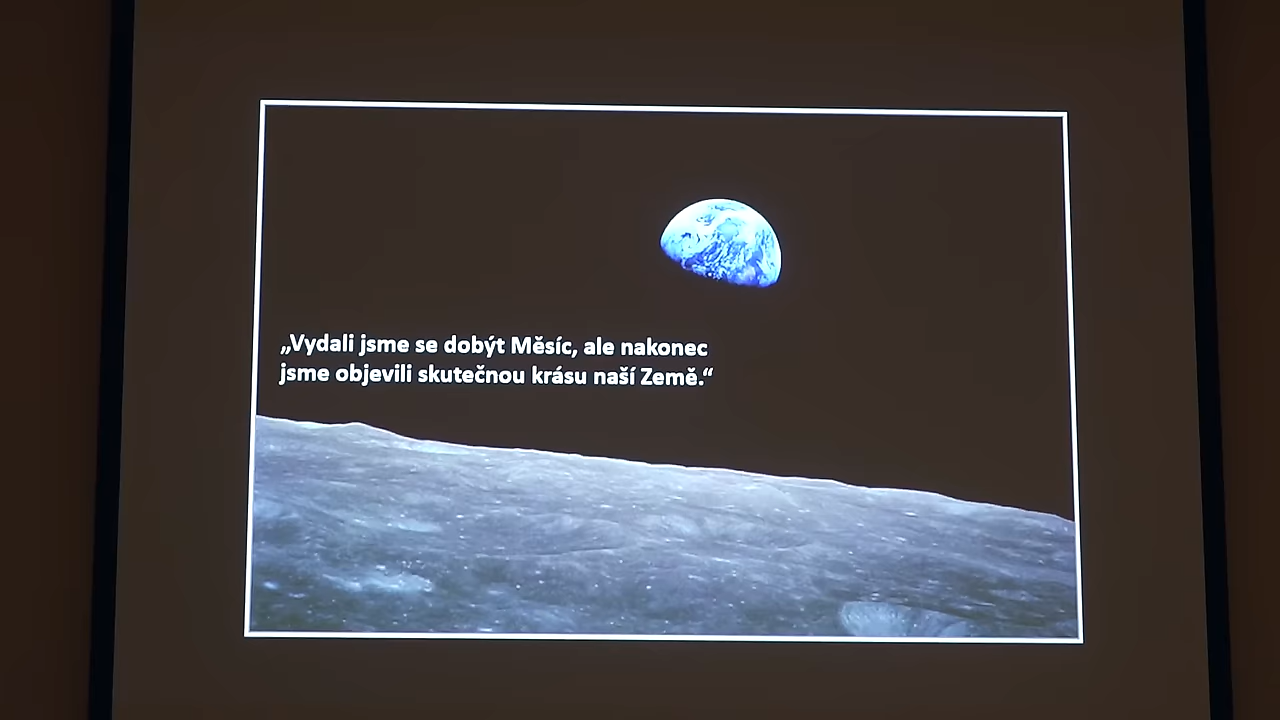 „Vydali jsme se dobýt Měsíc, ale nakonec
jsme objevili skutečnou krásu naší Země.“